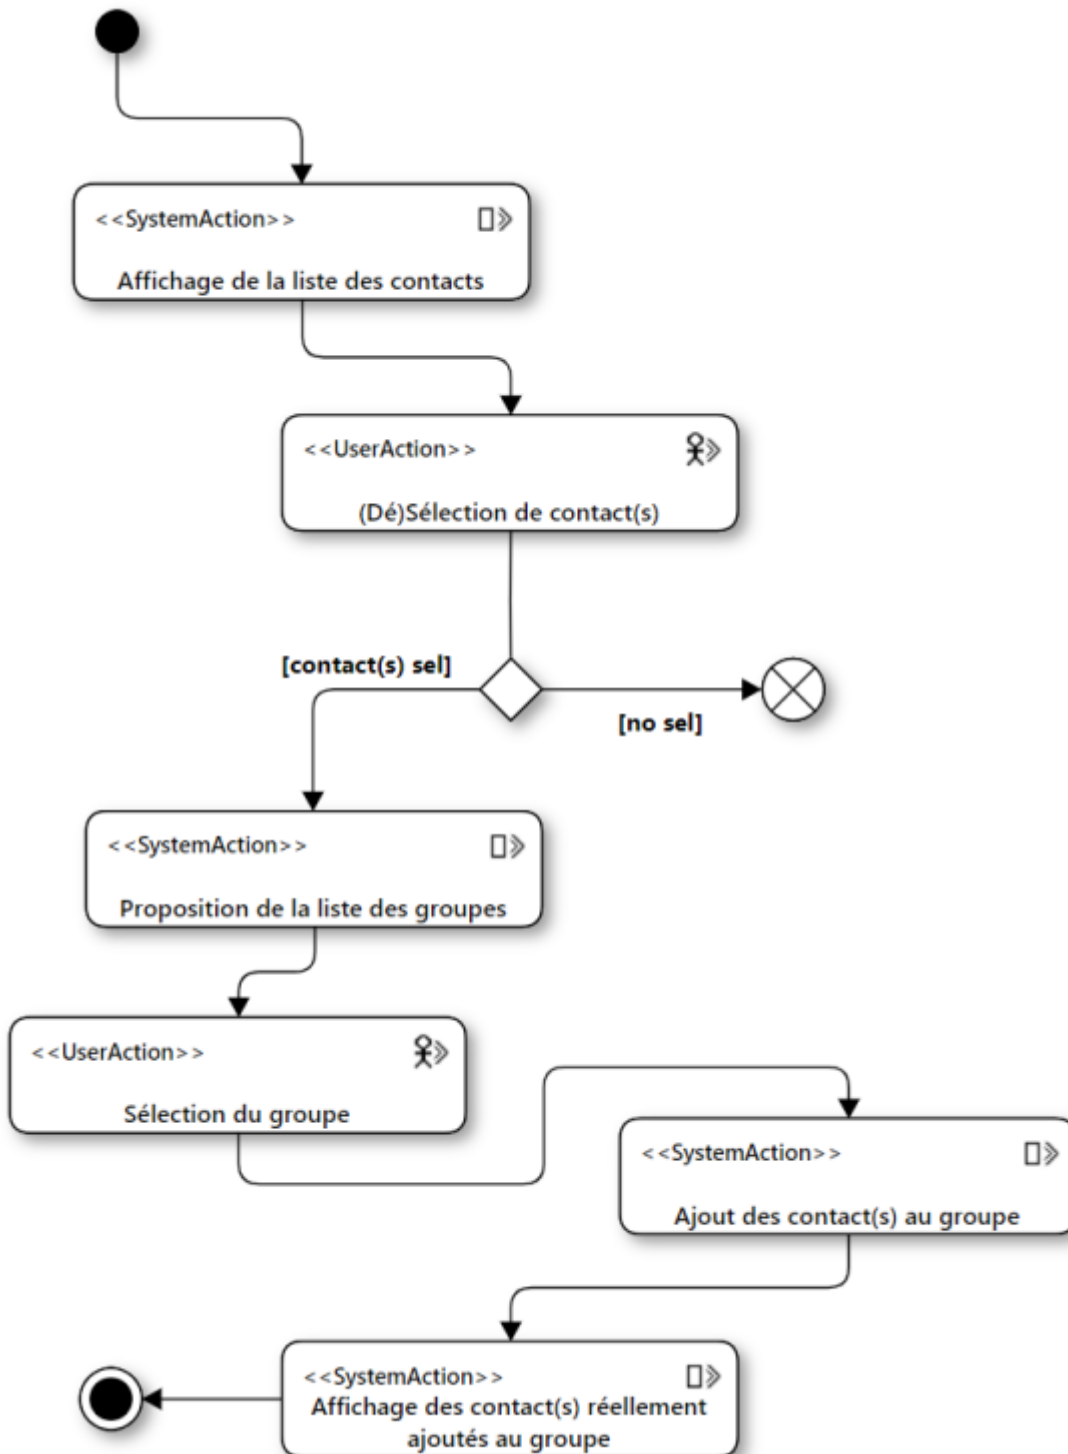 <<SystemAction>>
Affichage de la liste des contacts
<<UserAction>>
(Dé)Sélection de contact(s)
[contact(s) sel]
[no sel]
<<SystemAction>>
Proposition de la liste des groupes
<<UserAction>>
Sélection du groupe
<<SystemAction>>
Ajout des contact(s) au groupe
<<SystemAction>>
Affichage des contact(s) réellement
ajoutés au groupe